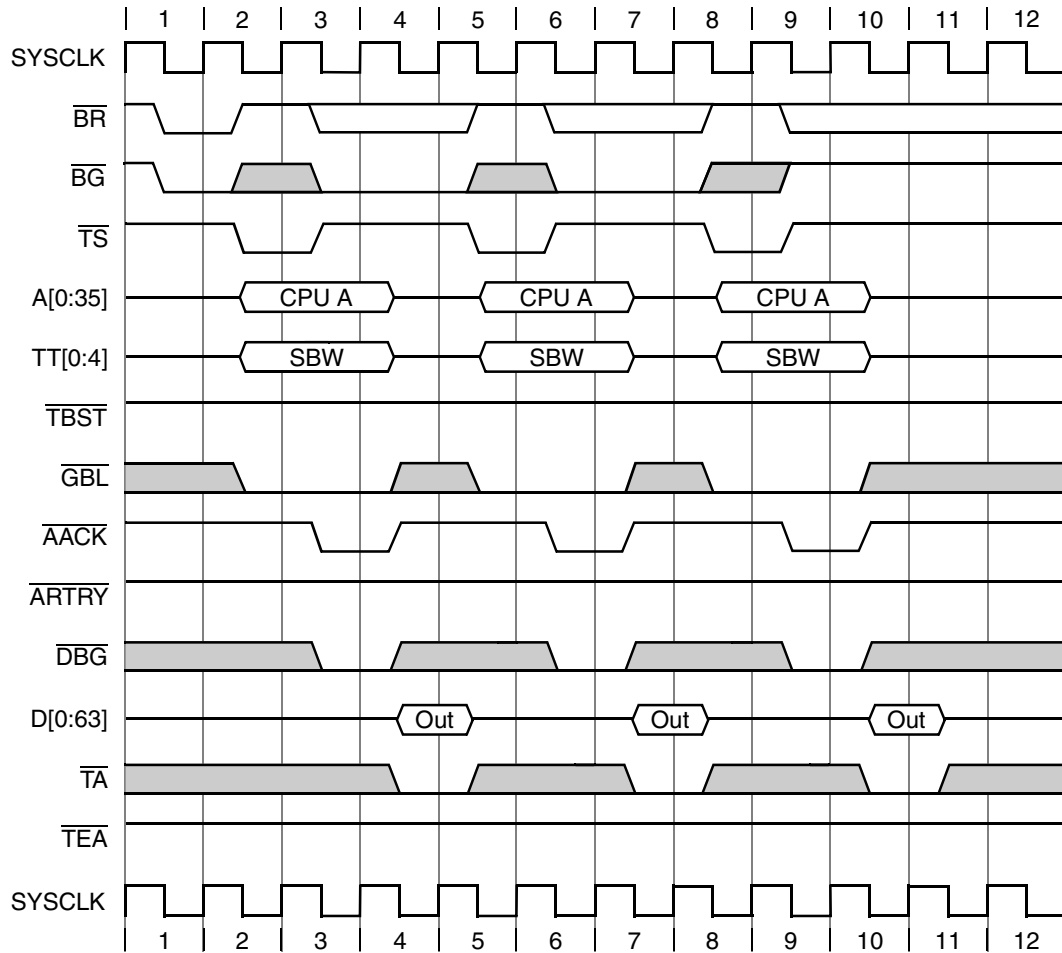 1 2 3 4 5 6 7 8 9 10 11 12
SYSCLK
BR
BG
TS
A[0:35] CPU A CPU A CPU A
TT[0:4] SBW SBW SBW
TBST
GBL
AACK
ARTRY
DBG
D[0:63] Out Out Out
TA
TEA
SYSCLK
1 2 3 4 5 6 7 8 9 10 11 12